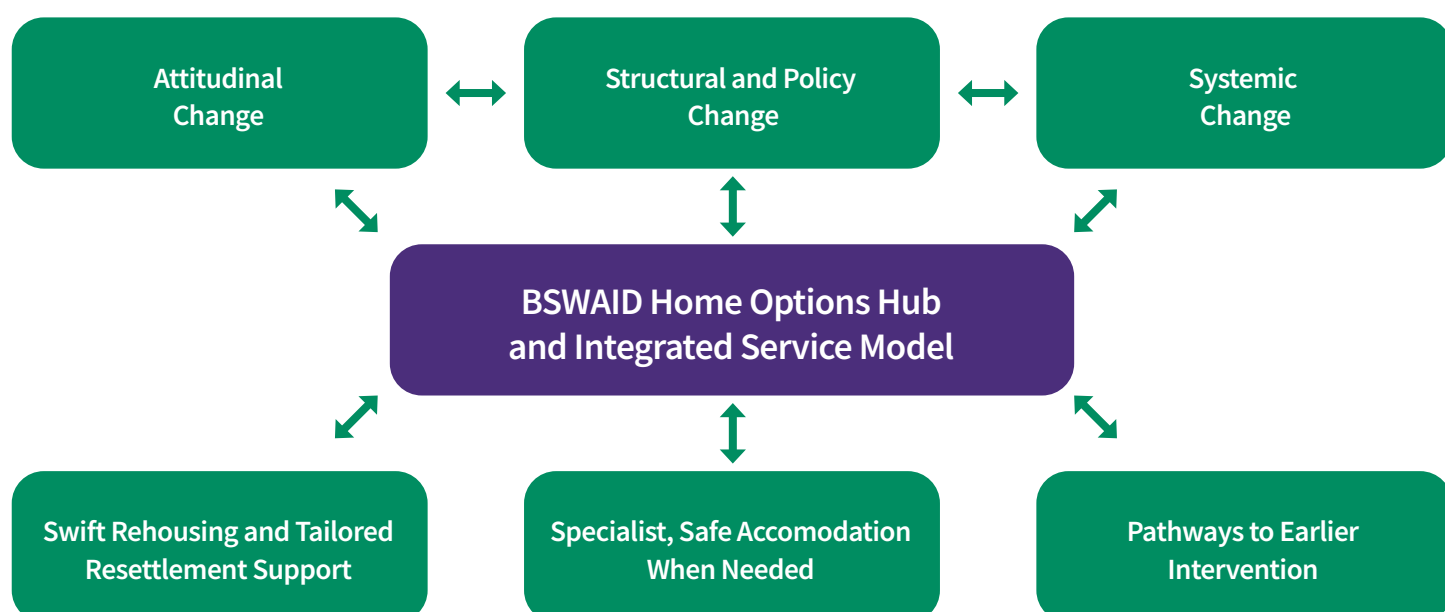 Attitudinal
Change
Structural and Policy
Change
Systemic
Change
BSWAID Home Options Hub
and Integrated Service Model
Swift Rehousing and Tailored
Resettlement Support
Specialist, Safe Accomodation
When Needed
Pathways to Earlier
Intervention